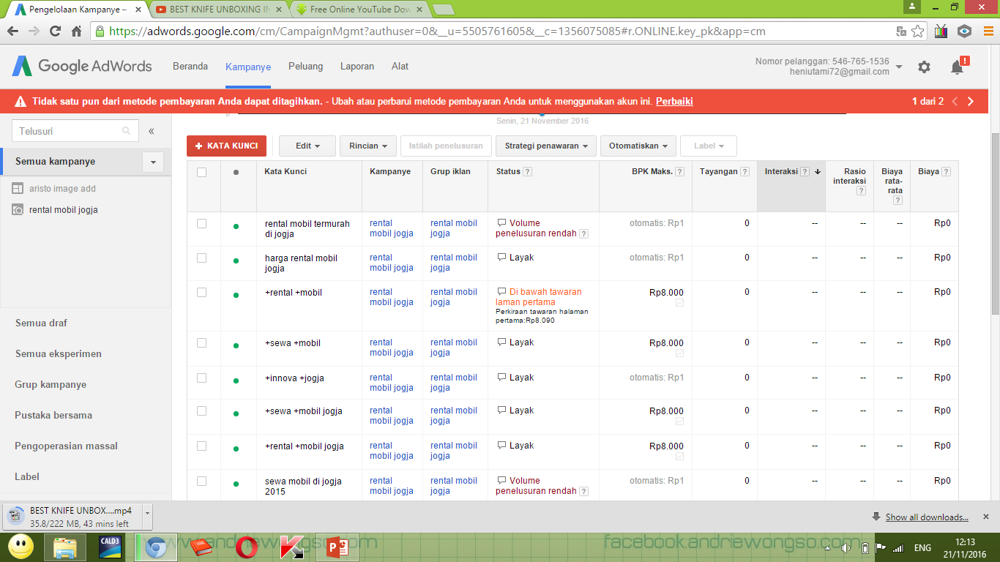 Pengelolaan Kampanye –
BEST KNIFE UNBOXING IN
Free Online YouTube Dow
https://adwords.google.com/cm/CampaignMgmt?authuser=0&__u=5505761605&__c=1356075085#r.ONLINE.key_pk&app=cm
Google AdWords
Beranda
Kampanye
Peluang
Laporan
Alat
Nomor pelanggan: 546-765-1536
heniutami72@gmail.com
!
Tidak satu pun dari metode pembayaran Anda dapat ditagihkan. - Ubah atau perbarui metode pembayaran Anda untuk menggunakan akun ini. Perbaiki
1 dari 2
0
Senin, 21 November 2016
Telusuri
«
Semua kampanye
aristo image add
rental mobil jogja
Semua draf
Semua eksperimen
Grup kampanye
Pustaka bersama
Pengoperasian massal
Label
+ KATA KUNCI
Edit
Rincian
Istilah penelusuran
Strategi penawaran
Otomatiskan
Label
Kata Kunci Kampanye Grup iklan Status ? BPK Maks. ? Tayangan ? Interaksi ? Rasio interaksi ? Biaya rata-rata ? Biaya ?
rental mobil termurah di jogja rental mobil jogja rental mobil jogja Volume penelusuran rendah ? otomatis: Rp1 0 -- -- -- Rp0
harga rental mobil jogja rental mobil jogja rental mobil jogja Layak otomatis: Rp1 0 -- -- -- Rp0
+rental +mobil rental mobil jogja rental mobil jogja Di bawah tawaran laman pertama Perkiraan tawaran halaman pertama:Rp8.090 Rp8.000 0 -- -- -- Rp0
+sewa +mobil rental mobil jogja rental mobil jogja Layak Rp8.000 0 -- -- -- Rp0
+innova +jogja rental mobil jogja rental mobil jogja Layak otomatis: Rp1 0 -- -- -- Rp0
+sewa +mobil jogja rental mobil jogja rental mobil jogja Layak Rp8.000 0 -- -- -- Rp0
+rental +mobil jogja rental mobil jogja rental mobil jogja Layak Rp8.000 0 -- -- -- Rp0
sewa mobil di jogja 2015 rental mobil jogja rental mobil jogja Volume penelusuran rendah ? otomatis: Rp1 0 -- -- -- Rp0
BEST KNIFE UNBOX....mp4
35.8/222 MB, 43 mins left
Show all downloads...
CALD3
www.andriewongso.com
facebook.andriewongso.com
ENG
12:13
21/11/2016